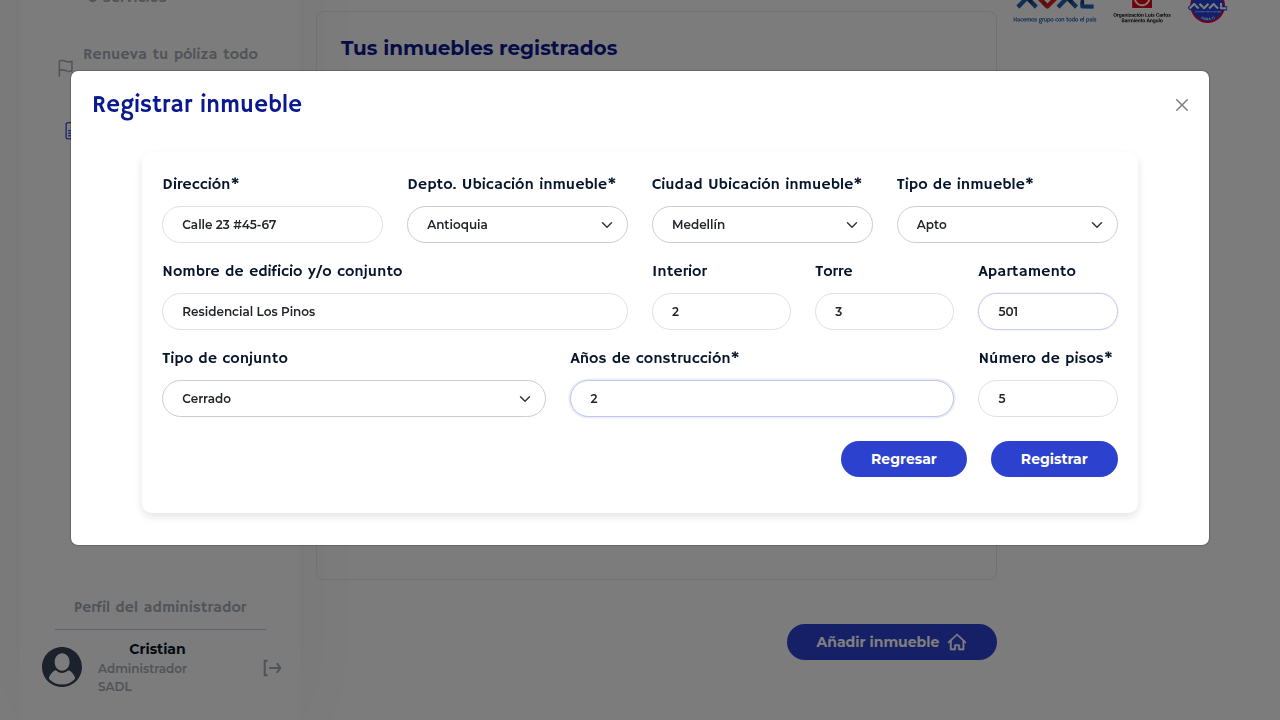 Hacemos grupo con todo el país
Organización Luis Carlos
Sarmiento Angulo
Renueva tu póliza todo
Tus inmuebles registrados
Registrar inmueble
Dirección*
Depto. Ubicación inmueble*
Ciudad Ubicación inmueble*
Tipo de inmueble*
Calle 23 #45-67
Antioquia
Medellín
Apto
Nombre de edificio y/o conjunto
Interior
Torre
Apartamento
Residencial Los Pinos
2
3
501
Tipo de conjunto
Años de construcción*
Número de pisos*
Cerrado
2
5
Regresar
Registrar
Perfil del administrador
Cristian
Administrador
SADL
Añadir inmueble